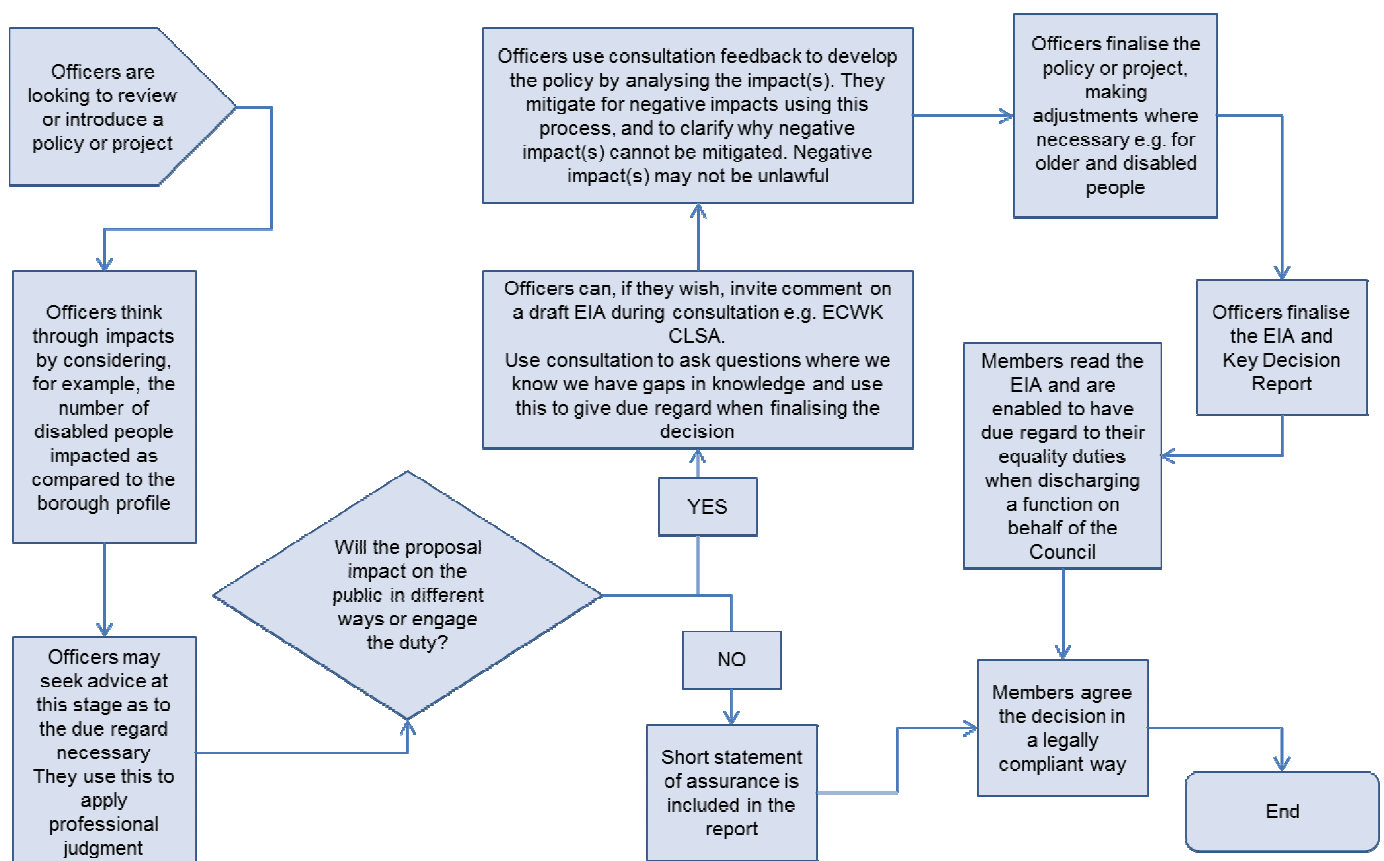 Officers are
looking to review
or introduce a
policy or project
Officers think
through impacts
by considering,
for example, the
number of
disabled people
impacted as
compared to the
borough profile
Officers may
seek advice at
this stage as to
the due regard
necessary
They use this to
apply
professional
judgment
Will the proposal
impact on the
public in different
ways or engage
the duty?
YES
Officers can, if they wish, invite comment on
a draft EIA during consultation e.g. ECWK
CLSA.
Use consultation to ask questions where we
know we have gaps in knowledge and use
this to give due regard when finalising the
decision
Officers use consultation feedback to develop
the policy by analysing the impact(s). They
mitigate for negative impacts using this
process, and to clarify why negative
impact(s) cannot be mitigated. Negative
impact(s) may not be unlawful
Officers finalise the
policy or project,
making
adjustments where
necessary e.g. for
older and disabled
people
Officers finalise
the EIA and
Key Decision
Report
Members read the
EIA and are
enabled to have
due regard to their
equality duties
when discharging
a function on
behalf of the
Council
NO
Short statement
of assurance is
included in the
report
Members agree
the decision in
a legally
compliant way
End